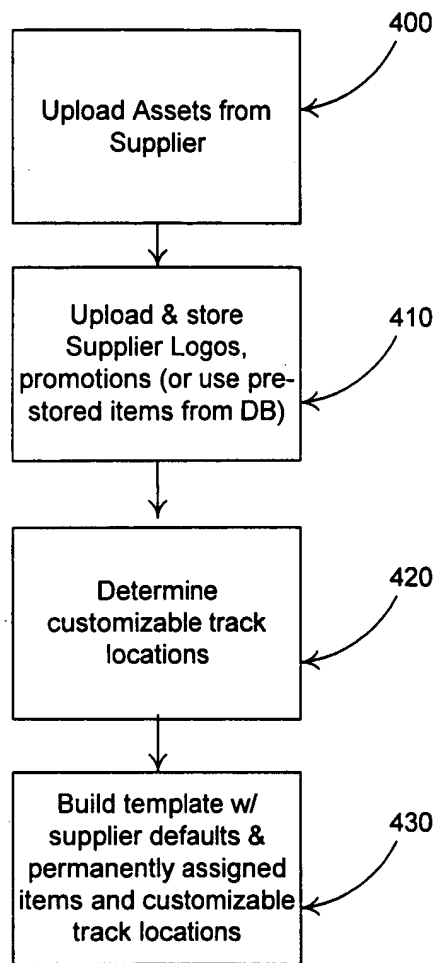 400
Upload Assets from
Supplier
410
Upload & store
Supplier Logos,
promotions (or use pre-
stored items from DB)
420
Determine
customizable track
locations
430
Build template w/
supplier defaults &
permanently assigned
items and customizable
track locations